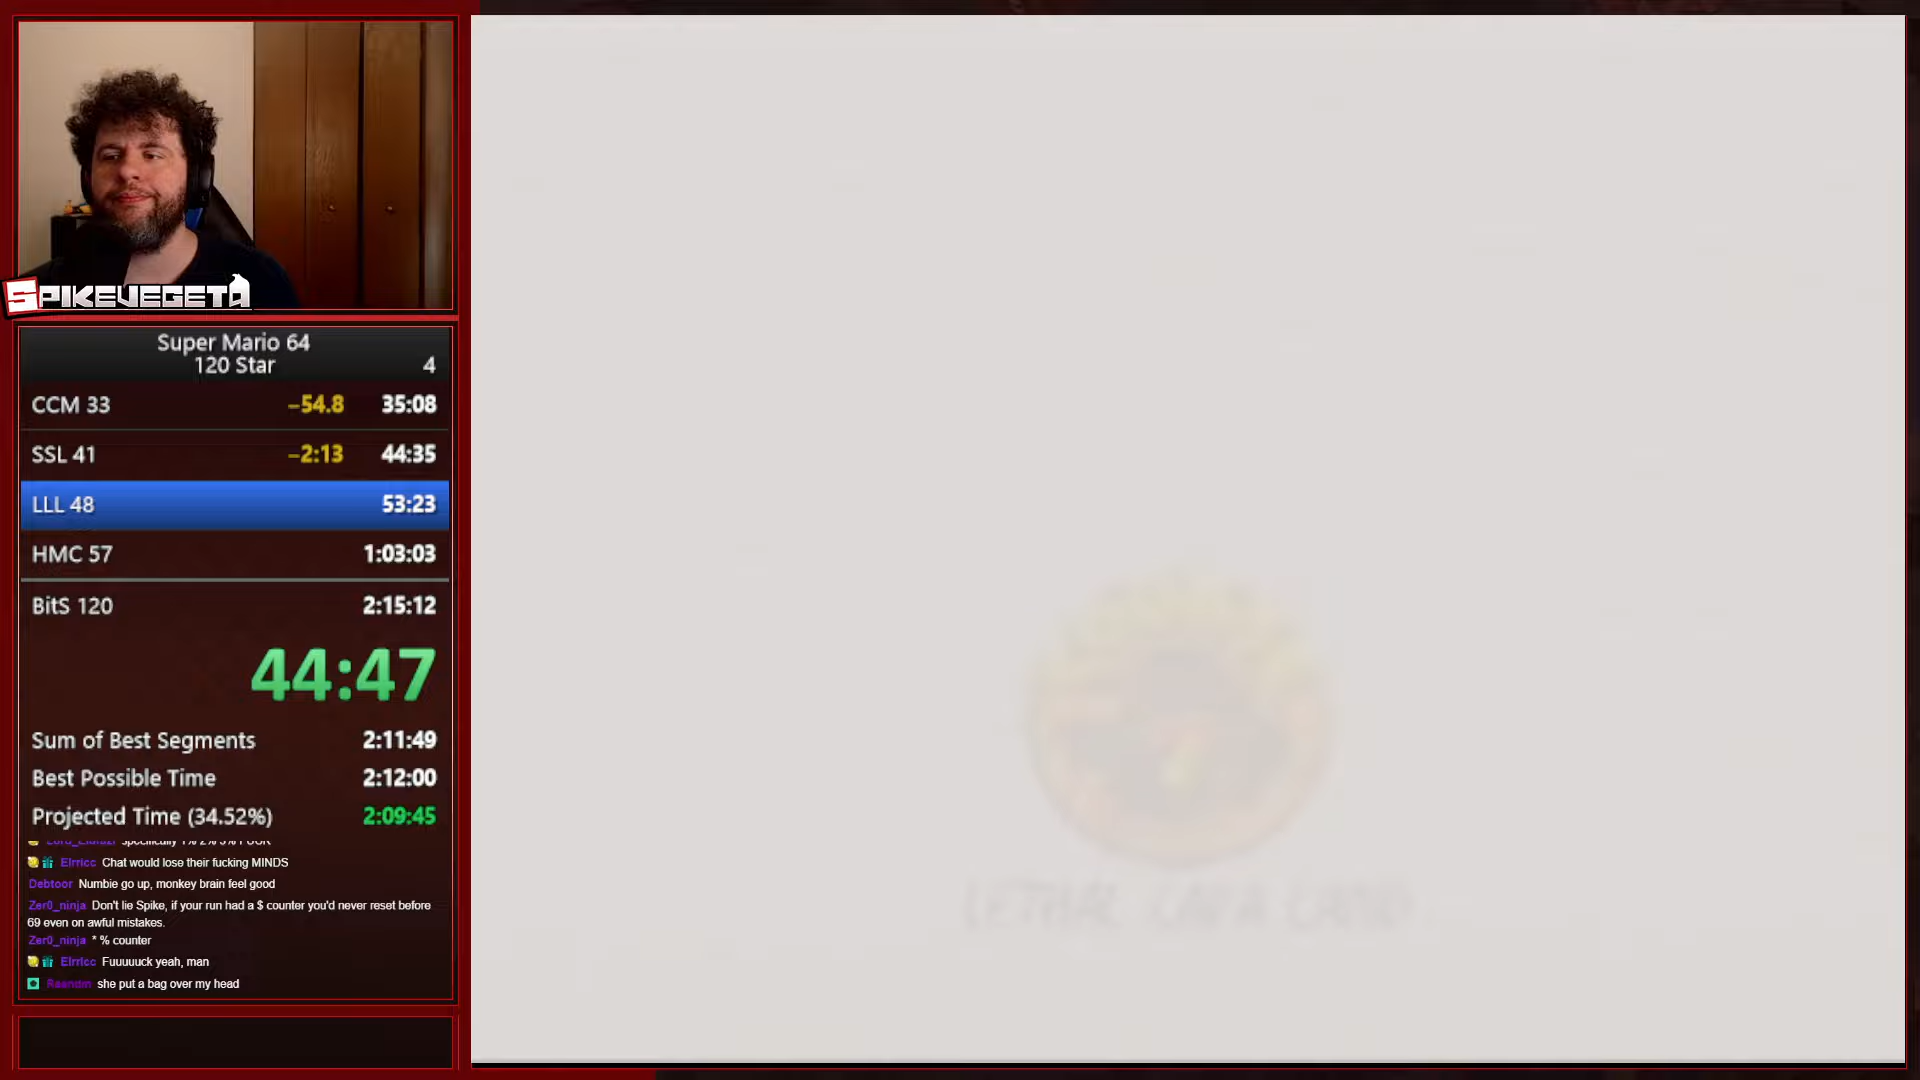 SPIKEVEGETA
Super Mario 64
120 Star 4
CCM 33 −54.8 35:08
SSL 41 −2:13 44:35
LLL 48 53:23
HMC 57 1:03:03
BitS 120 2:15:12
44:47
Sum of Best Segments 2:11:49
Best Possible Time 2:12:00
Projected Time (34.52%) 2:09:45
Elrricc Chat would lose their fucking MINDS
Debtoor Numbie go up, monkey brain feel good
Zer0_ninja Don't lie Spike, if your run had a $ counter you'd never reset before
69 even on awful mistakes.
Zer0_ninja * % counter
Elrricc Fuuuuuck yeah, man
she put a bag over my head
LETHAL LAVA LAND